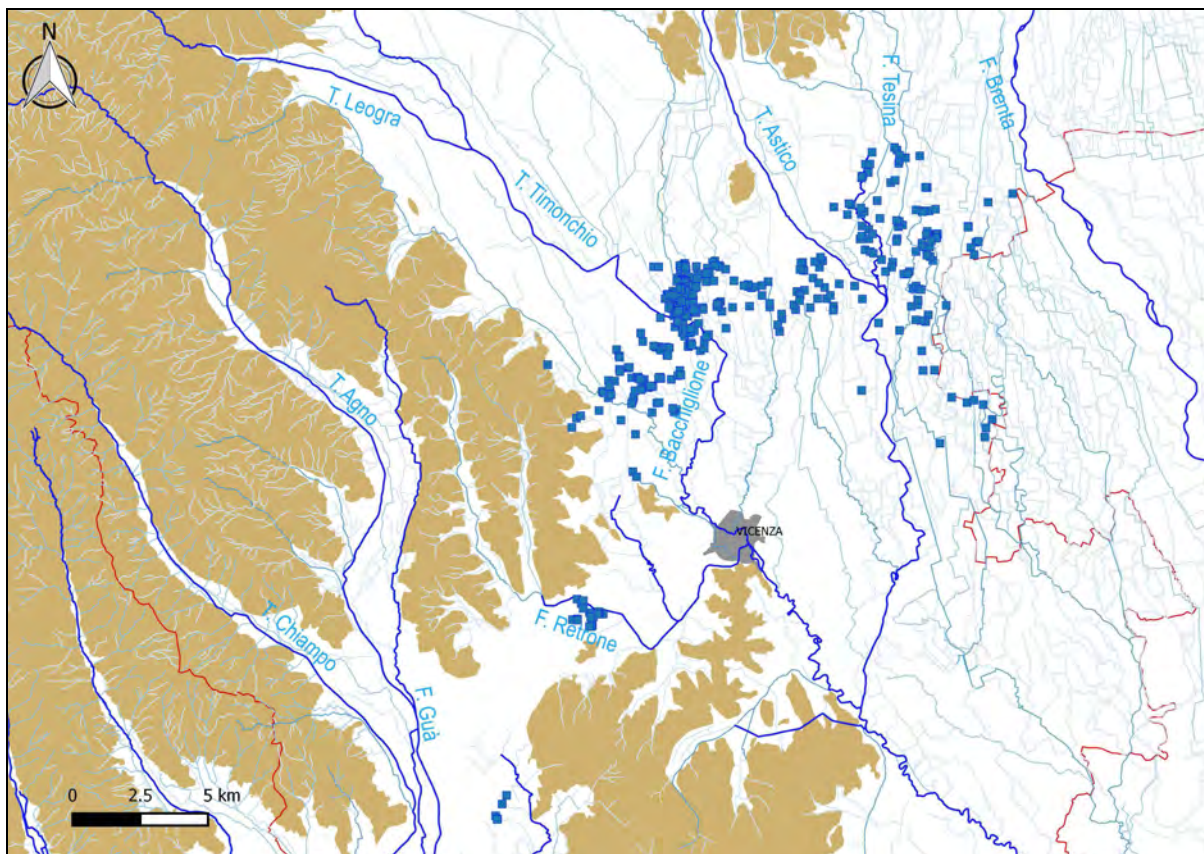 N
T. Leogra
T. Timonchio
T. Astico
F. Tesina
F. Brenta
T. Agno
F. Bacchiglione
VICENZA
T. Chiampo
F. Retrone
F. Guà
0 2.5 5 km